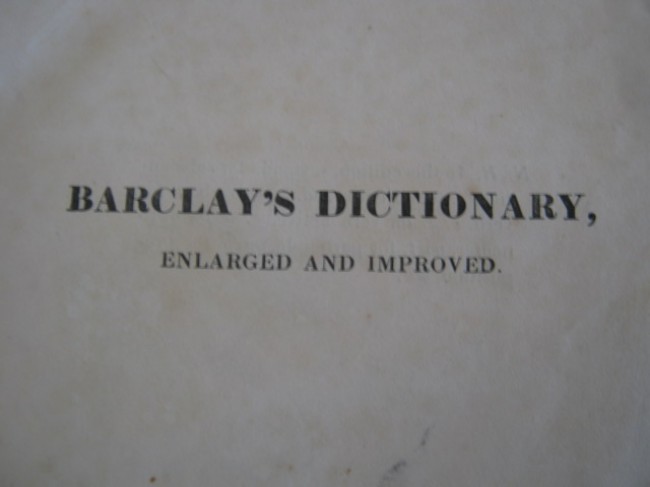 BARCLAY'S DICTIONARY,
ENLARGED AND IMPROVED.